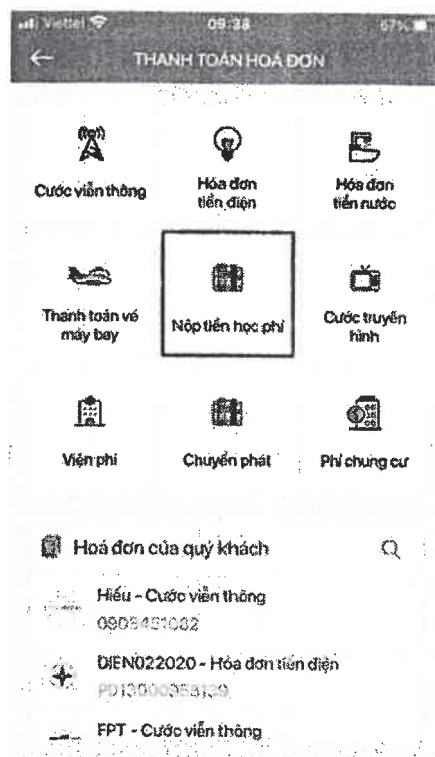 Viettel 09:38 67%
THANH TOÁN HOÁ ĐƠN
Cước viễn thông
Hóa đơn
tiền điện
Hóa đơn
tiền nước
Thanh toán vé
máy bay
Nộp tiền học phí
Cước truyền
hình
Viện phí
Chuyển phát
Phí chung cư
Hoá đơn của quý khách
Hiếu - Cước viễn thông
DIEN022020 - Hóa đơn tiền điện
FPT - Cước viễn thông